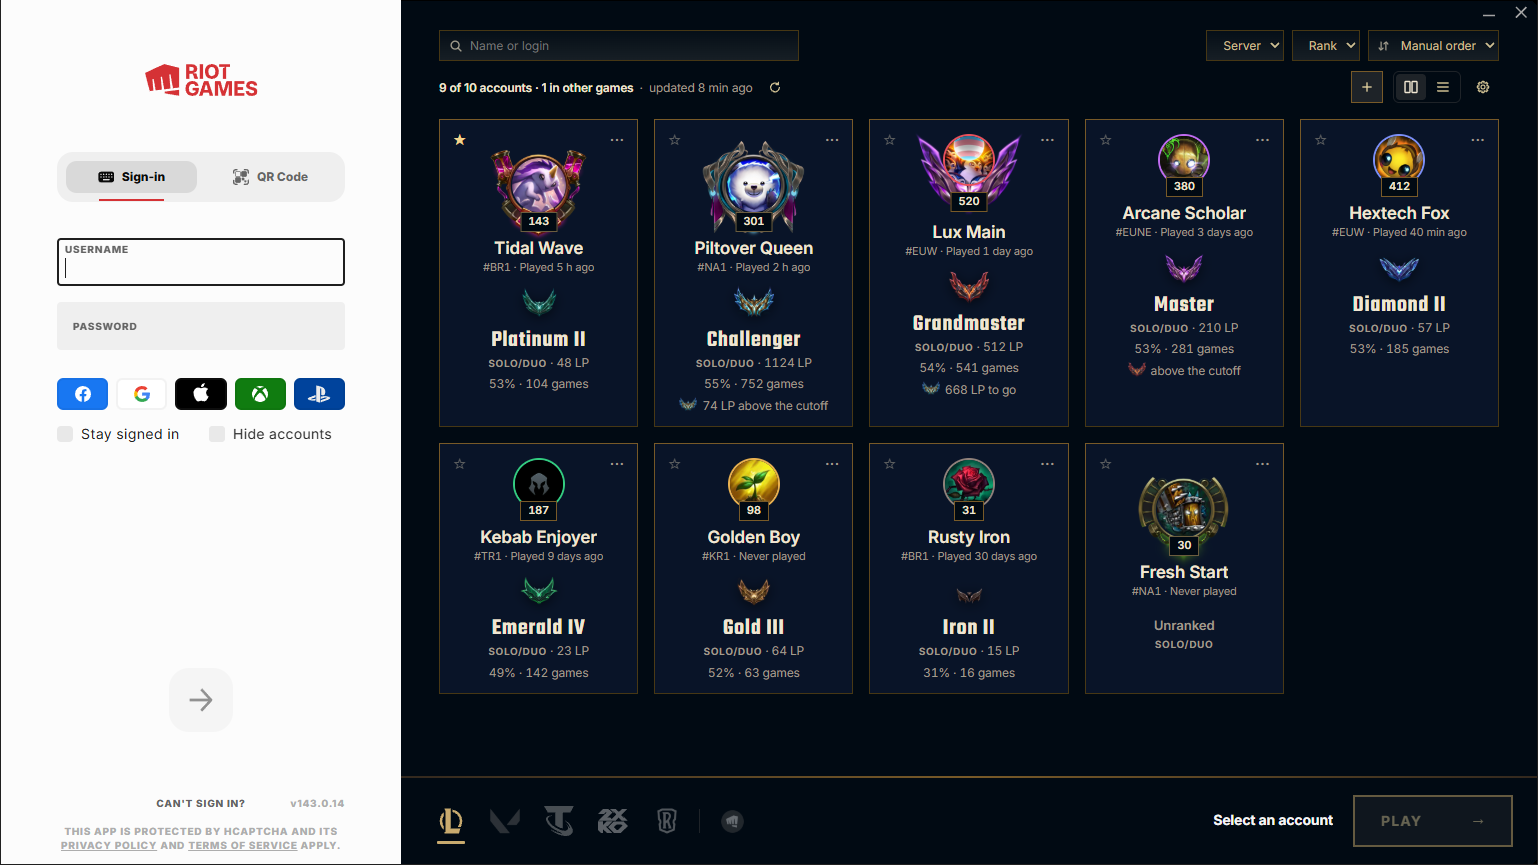 RIOT
GAMES
Sign-in
QR Code
USERNAME
PASSWORD
Stay signed in
Hide accounts
CAN'T SIGN IN?
v143.0.14
THIS APP IS PROTECTED BY HCAPTCHA AND ITS
PRIVACY POLICY AND TERMS OF SERVICE APPLY.
Name or login
Server
Rank
Manual order
9 of 10 accounts · 1 in other games · updated 8 min ago
143
Tidal Wave
#BR1 · Played 5 h ago
Platinum II
SOLO/DUO · 48 LP
53% · 104 games
301
Piltover Queen
#NA1 · Played 2 h ago
Challenger
SOLO/DUO · 1124 LP
55% · 752 games
74 LP above the cutoff
520
Lux Main
#EUW · Played 1 day ago
Grandmaster
SOLO/DUO · 512 LP
54% · 541 games
668 LP to go
380
Arcane Scholar
#EUNE · Played 3 days ago
Master
SOLO/DUO · 210 LP
53% · 281 games
above the cutoff
412
Hextech Fox
#EUW · Played 40 min ago
Diamond II
SOLO/DUO · 57 LP
53% · 185 games
187
Kebab Enjoyer
#TR1 · Played 9 days ago
Emerald IV
SOLO/DUO · 23 LP
49% · 142 games
98
Golden Boy
#KR1 · Never played
Gold III
SOLO/DUO · 64 LP
52% · 63 games
31
Rusty Iron
#BR1 · Played 30 days ago
Iron II
SOLO/DUO · 15 LP
31% · 16 games
30
Fresh Start
#NA1 · Never played
Unranked
SOLO/DUO
2XKO
Select an account
PLAY →